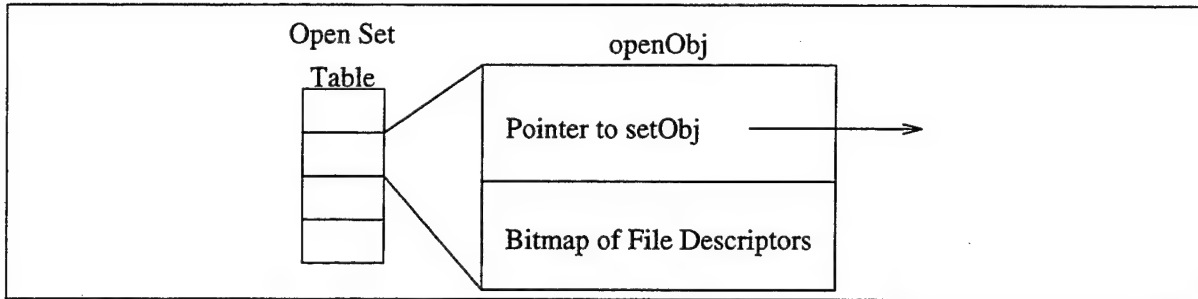 Open Set
Table
openObj
Pointer to setObj
Bitmap of File Descriptors